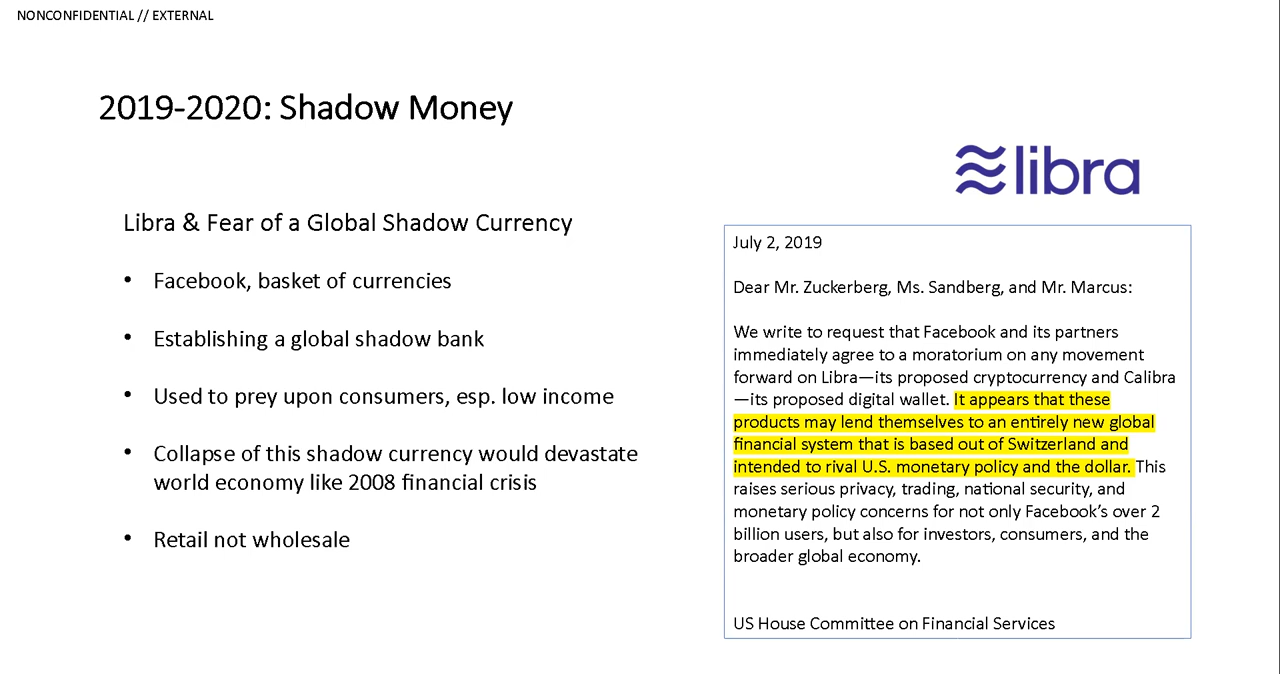 NONCONFIDENTIAL // EXTERNAL
2019-2020: Shadow Money
Libra & Fear of a Global Shadow Currency
• Facebook, basket of currencies
• Establishing a global shadow bank
• Used to prey upon consumers, esp. low income
• Collapse of this shadow currency would devastate
world economy like 2008 financial crisis
• Retail not wholesale
libra
July 2, 2019
Dear Mr. Zuckerberg, Ms. Sandberg, and Mr. Marcus:
We write to request that Facebook and its partners
immediately agree to a moratorium on any movement
forward on Libra—its proposed cryptocurrency and Calibra
—its proposed digital wallet. It appears that these
products may lend themselves to an entirely new global
financial system that is based out of Switzerland and
intended to rival U.S. monetary policy and the dollar. This
raises serious privacy, trading, national security, and
monetary policy concerns for not only Facebook’s over 2
billion users, but also for investors, consumers, and the
broader global economy.
US House Committee on Financial Services